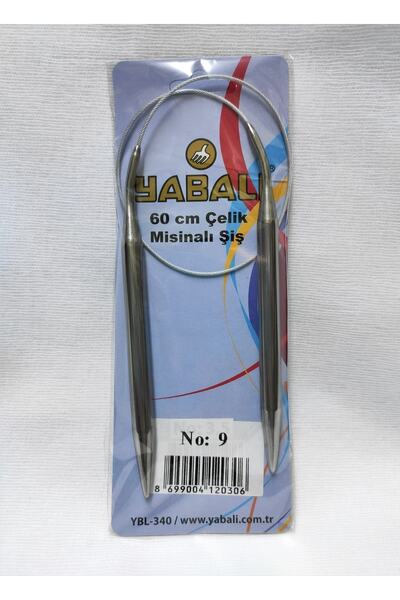 YABALI
60 cm Çelik
Misinalı Şiş
No: 9
8 699004 120306
YBL-340 / www.yabali.com.tr